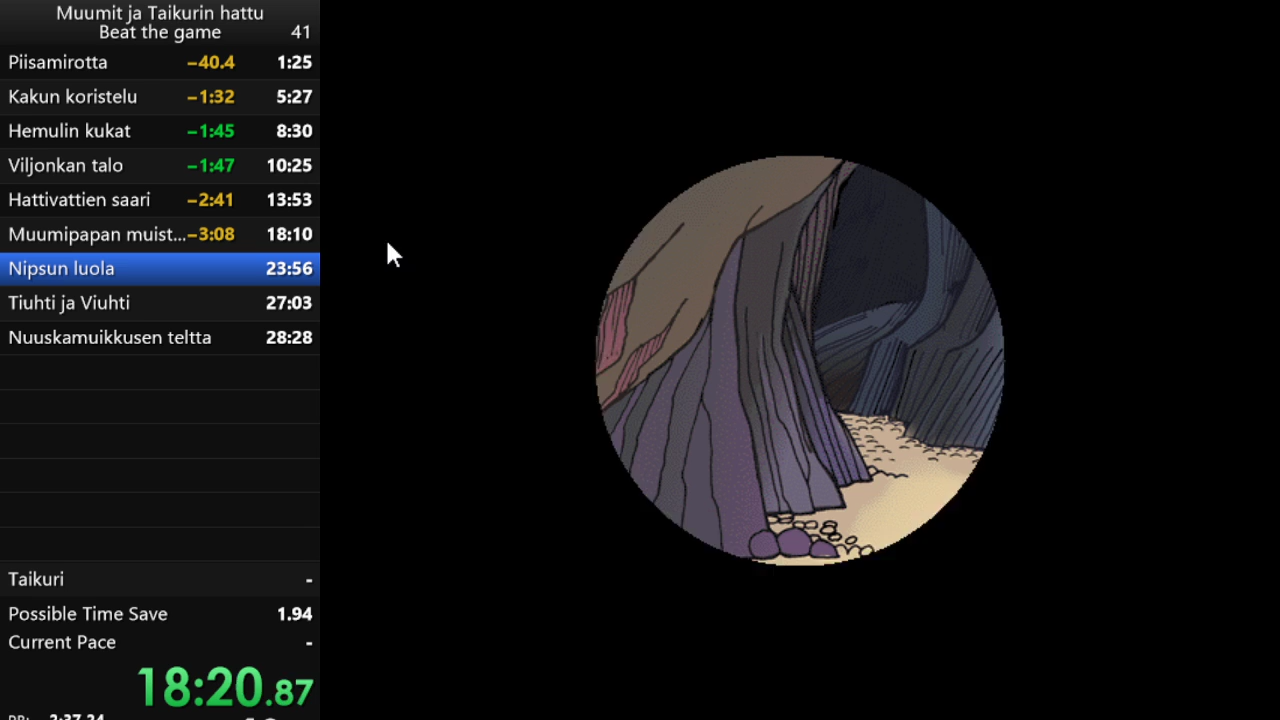 Muumit ja Taikurin hattu
Beat the game 41
Piisamirotta −40.4 1:25
Kakun koristelu −1:32 5:27
Hemulin kukat −1:45 8:30
Viljonkan talo −1:47 10:25
Hattivattien saari −2:41 13:53
Muumipapan muist... −3:08 18:10
Nipsun luola 23:56
Tiuhti ja Viuhti 27:03
Nuuskamuikkusen teltta 28:28
Taikuri -
Possible Time Save 1.94
Current Pace -
18:20.87